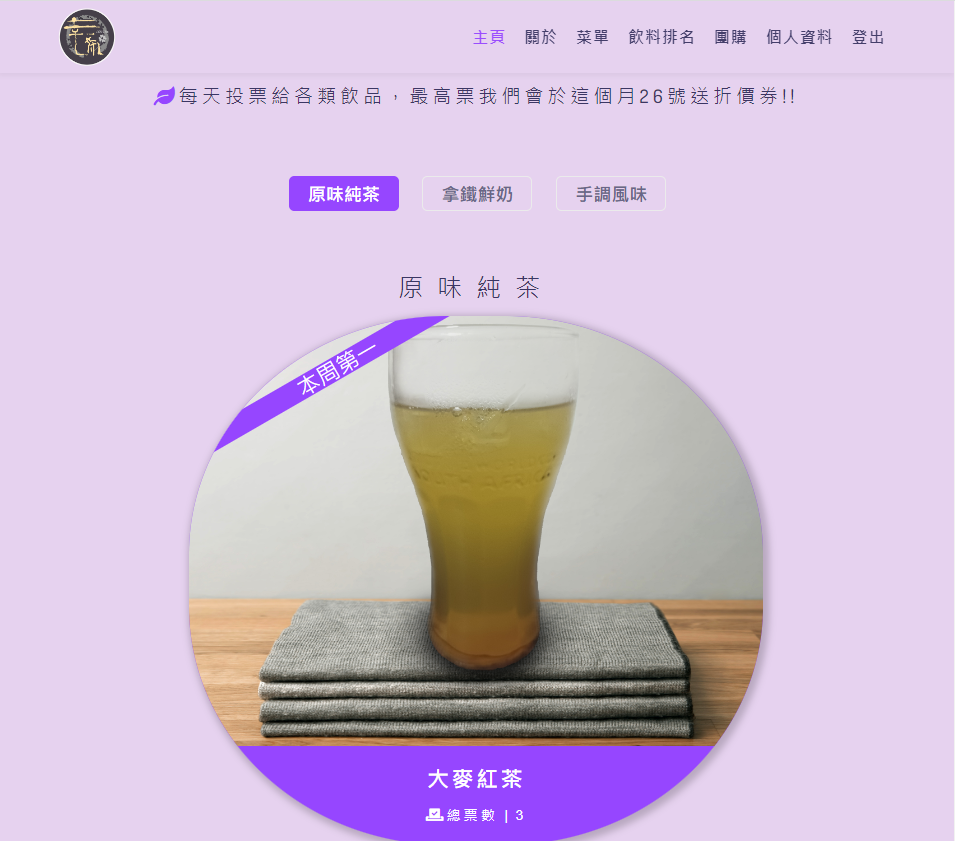 主頁 關於 菜單 飲料排名 團購 個人資料 登出
每天投票給各類飲品，最高票我們會於這個月26號送折價券!!
原味純茶 拿鐵鮮奶 手調風味
原味純茶
本周第一
大麥紅茶
總票數 | 3